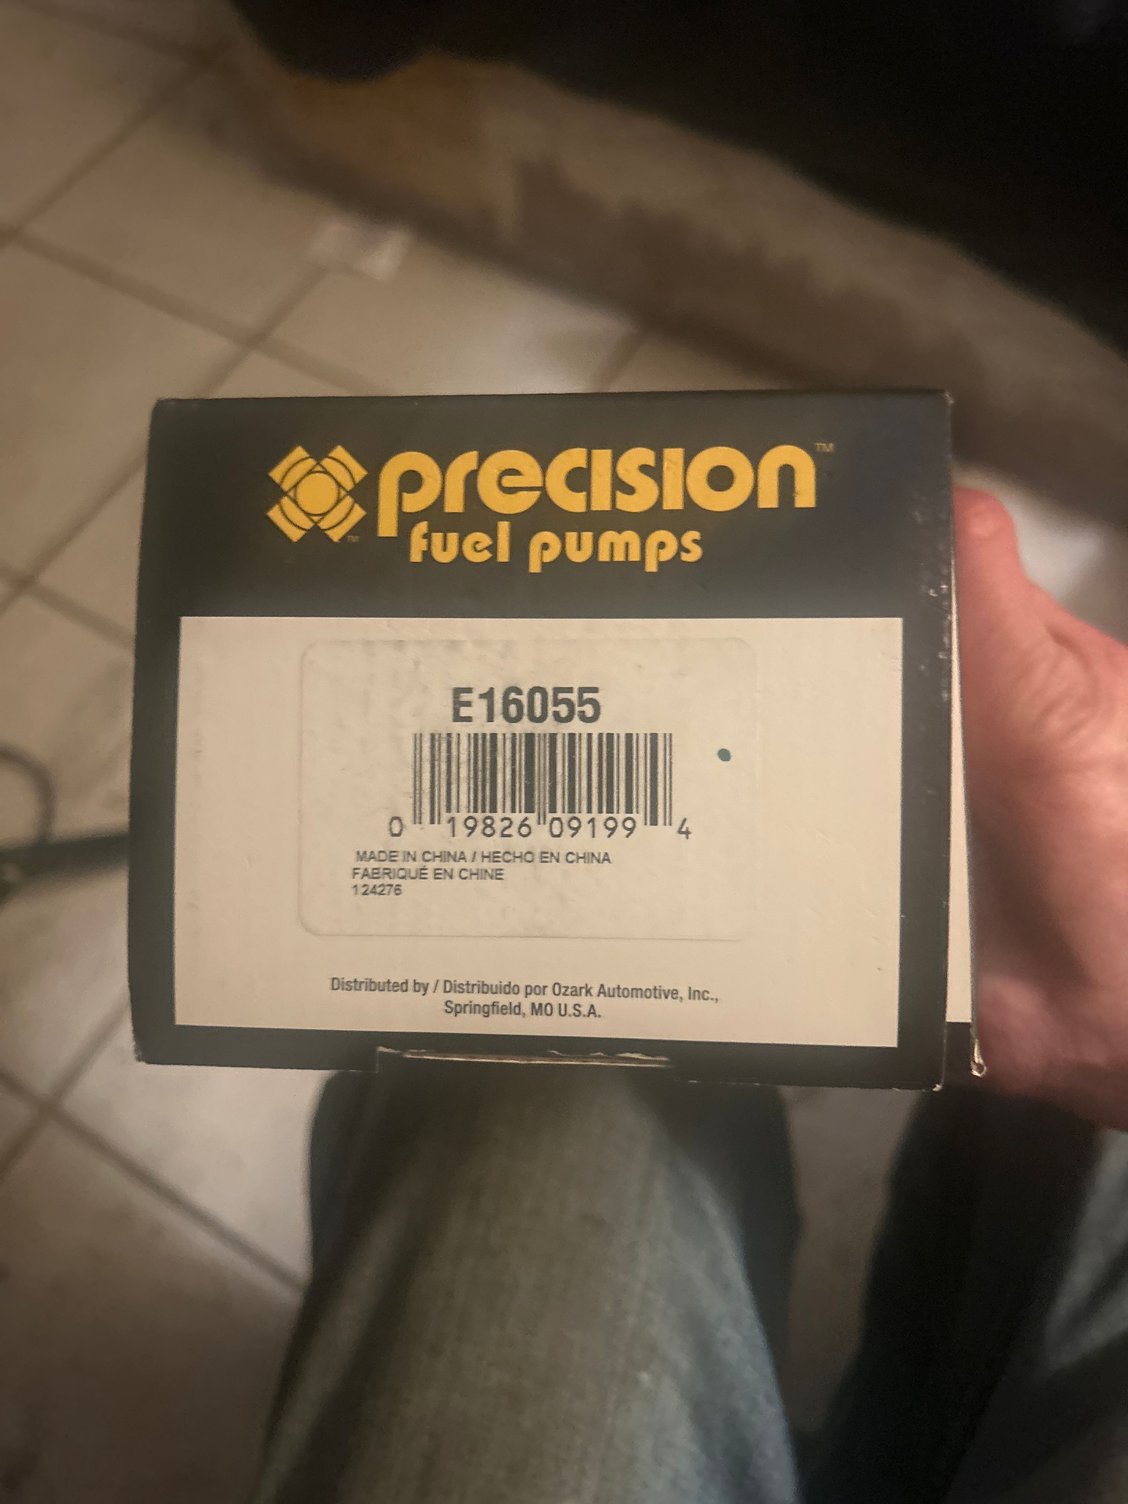 precision™
fuel pumps
E16055
0 19826 09199 4
MADE IN CHINA / HECHO EN CHINA
FABRIQUÉ EN CHINE
124276
Distributed by / Distribuido por Ozark Automotive, Inc.,
Springfield, MO U.S.A.